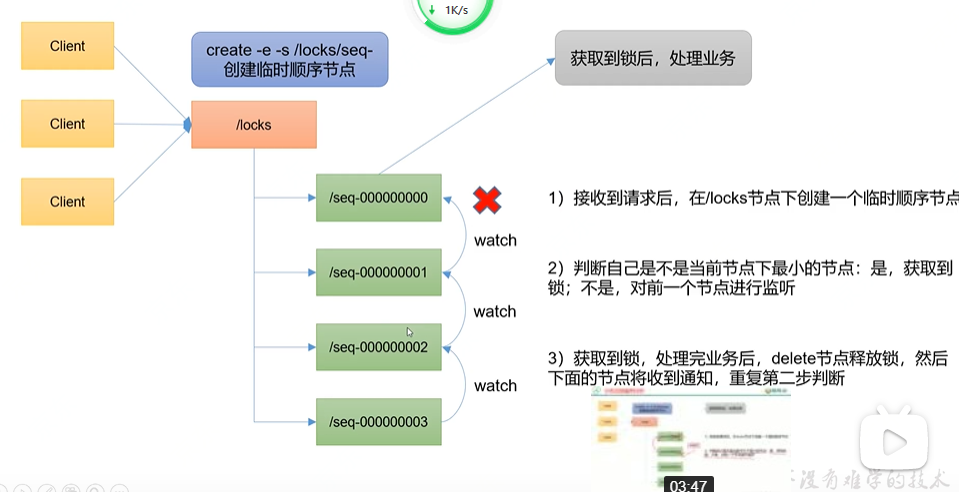 1K/s
Client
create -e -s /locks/seq-
创建临时顺序节点
获取到锁后，处理业务
Client
/locks
Client
/seq-000000000
1）接收到请求后，在/locks节点下创建一个临时顺序节点
watch
/seq-000000001
2）判断自己是不是当前节点下最小的节点：是，获取到
锁；不是，对前一个节点进行监听
watch
/seq-000000002
3）获取到锁，处理完业务后，delete节点释放锁，然后
下面的节点将收到通知，重复第二步判断
watch
/seq-000000003
03:47
没有难学的技术